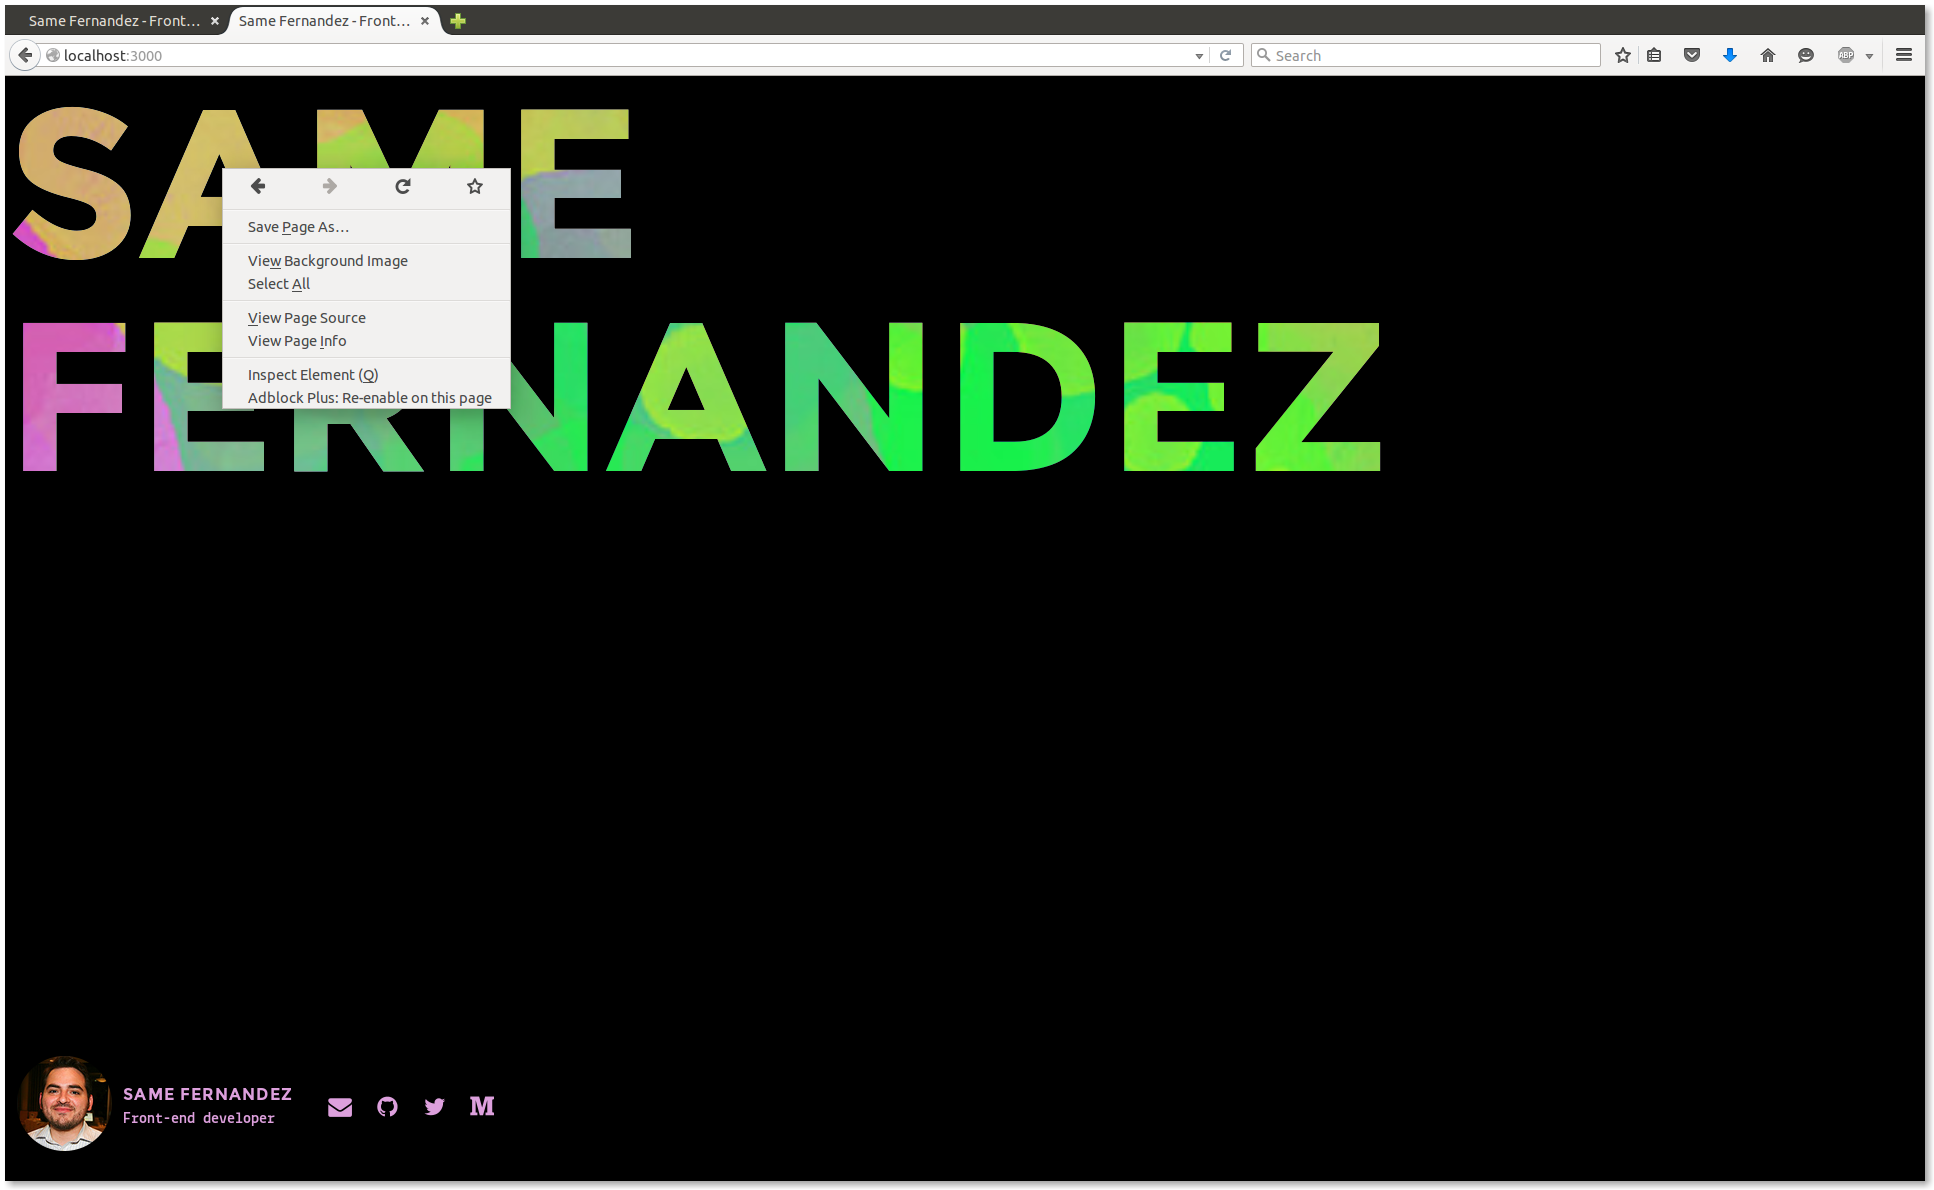 Same Fernandez - Front...
Same Fernandez - Front...
localhost:3000
Search
ABP
SAME
FERNANDEZ
Save Page As...
View Background Image
Select All
View Page Source
View Page Info
Inspect Element (Q)
Adblock Plus: Re-enable on this page
SAME FERNANDEZ
Front-end developer
M